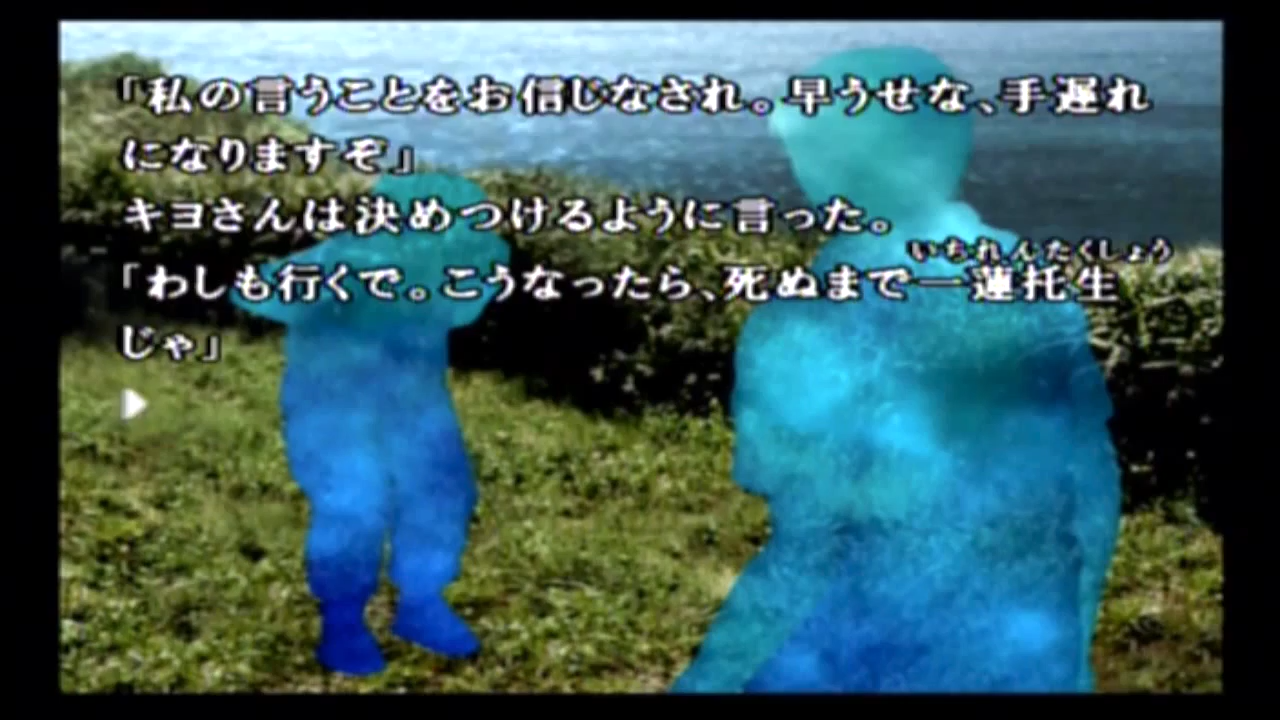 「私の言うことをお信じなされ。早うせな、手遅れ
になりますぞ」
キヨさんは決めつけるように言った。
いちれんたくしょう
「わしも行くで。こうなったら、死ぬまで一蓮托生
じゃ」